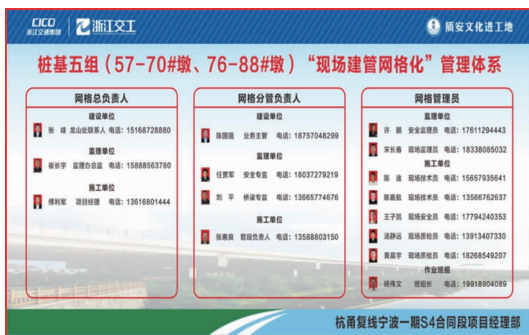 CICO
浙江交通集团
浙江交工
质安文化进工地
桩基五组（57-70#墩、76-88#墩）“现场建管网格化”管理体系
网格总负责人
建设单位
张峰 龙山处联系人 电话：15168728880
监理单位
崔长宇 监理办总监 电话：15888563780
施工单位
傅利军 项目经理 电话：13616801444
网格分管负责人
建设单位
陈国强 业务主管 电话：18757048299
监理单位
任贯军 安全专监 电话：18037279219
刘平 桥梁专监 电话：13665774676
施工单位
张惠良 管段负责人 电话：13588803150
网格管理员
监理单位
许鹏 安全监理员 电话：17611294443
宋长春 现场监理员 电话：18338085032
施工单位
陈淦 现场技术员 电话：15657935641
陈嘉航 现场技术员 电话：13566762637
王子凯 现场安全员 电话：17794240353
汤静远 现场质检员 电话：13913407330
黄晨宇 现场质检员 电话：18268549207
作业班组
杨伟文 班组长 电话：19918904089
杭甬复线宁波一期S4合同段项目经理部